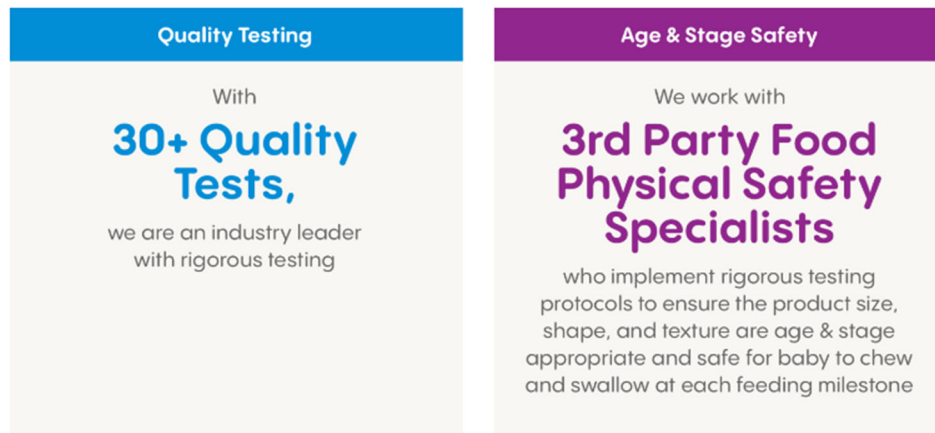 Quality Testing
With
30+ Quality
Tests,
we are an industry leader
with rigorous testing
Age & Stage Safety
We work with
3rd Party Food
Physical Safety
Specialists
who implement rigorous testing
protocols to ensure the product size,
shape, and texture are age & stage
appropriate and safe for baby to chew
and swallow at each feeding milestone